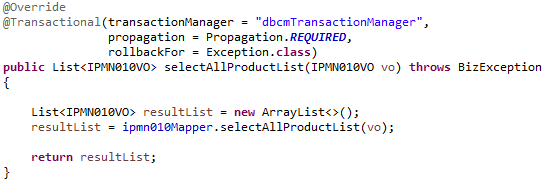 @Override
@Transactional(transactionManager = "dbcmTransactionManager",
               propagation = Propagation.REQUIRED,
               rollbackFor = Exception.class)
public List<IPMN010VO> selectAllProductList(IPMN010VO vo) throws BizException
{
    List<IPMN010VO> resultList = new ArrayList<>();
    resultList = ipmn010Mapper.selectAllProductList(vo);
    return resultList;
}